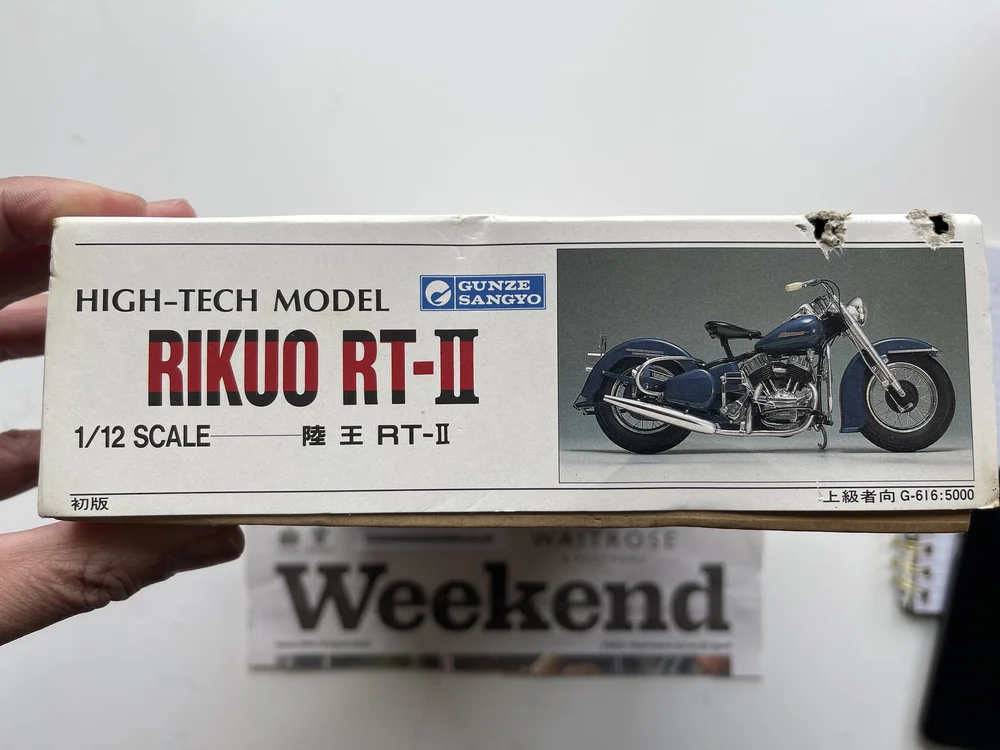 HIGH-TECH MODEL
GUNZE
SANGYO
RIKUO RT-II
1/12 SCALE
陸王 RT-II
初版
上級者向 G-616:5000
WAITROSE
Weekend